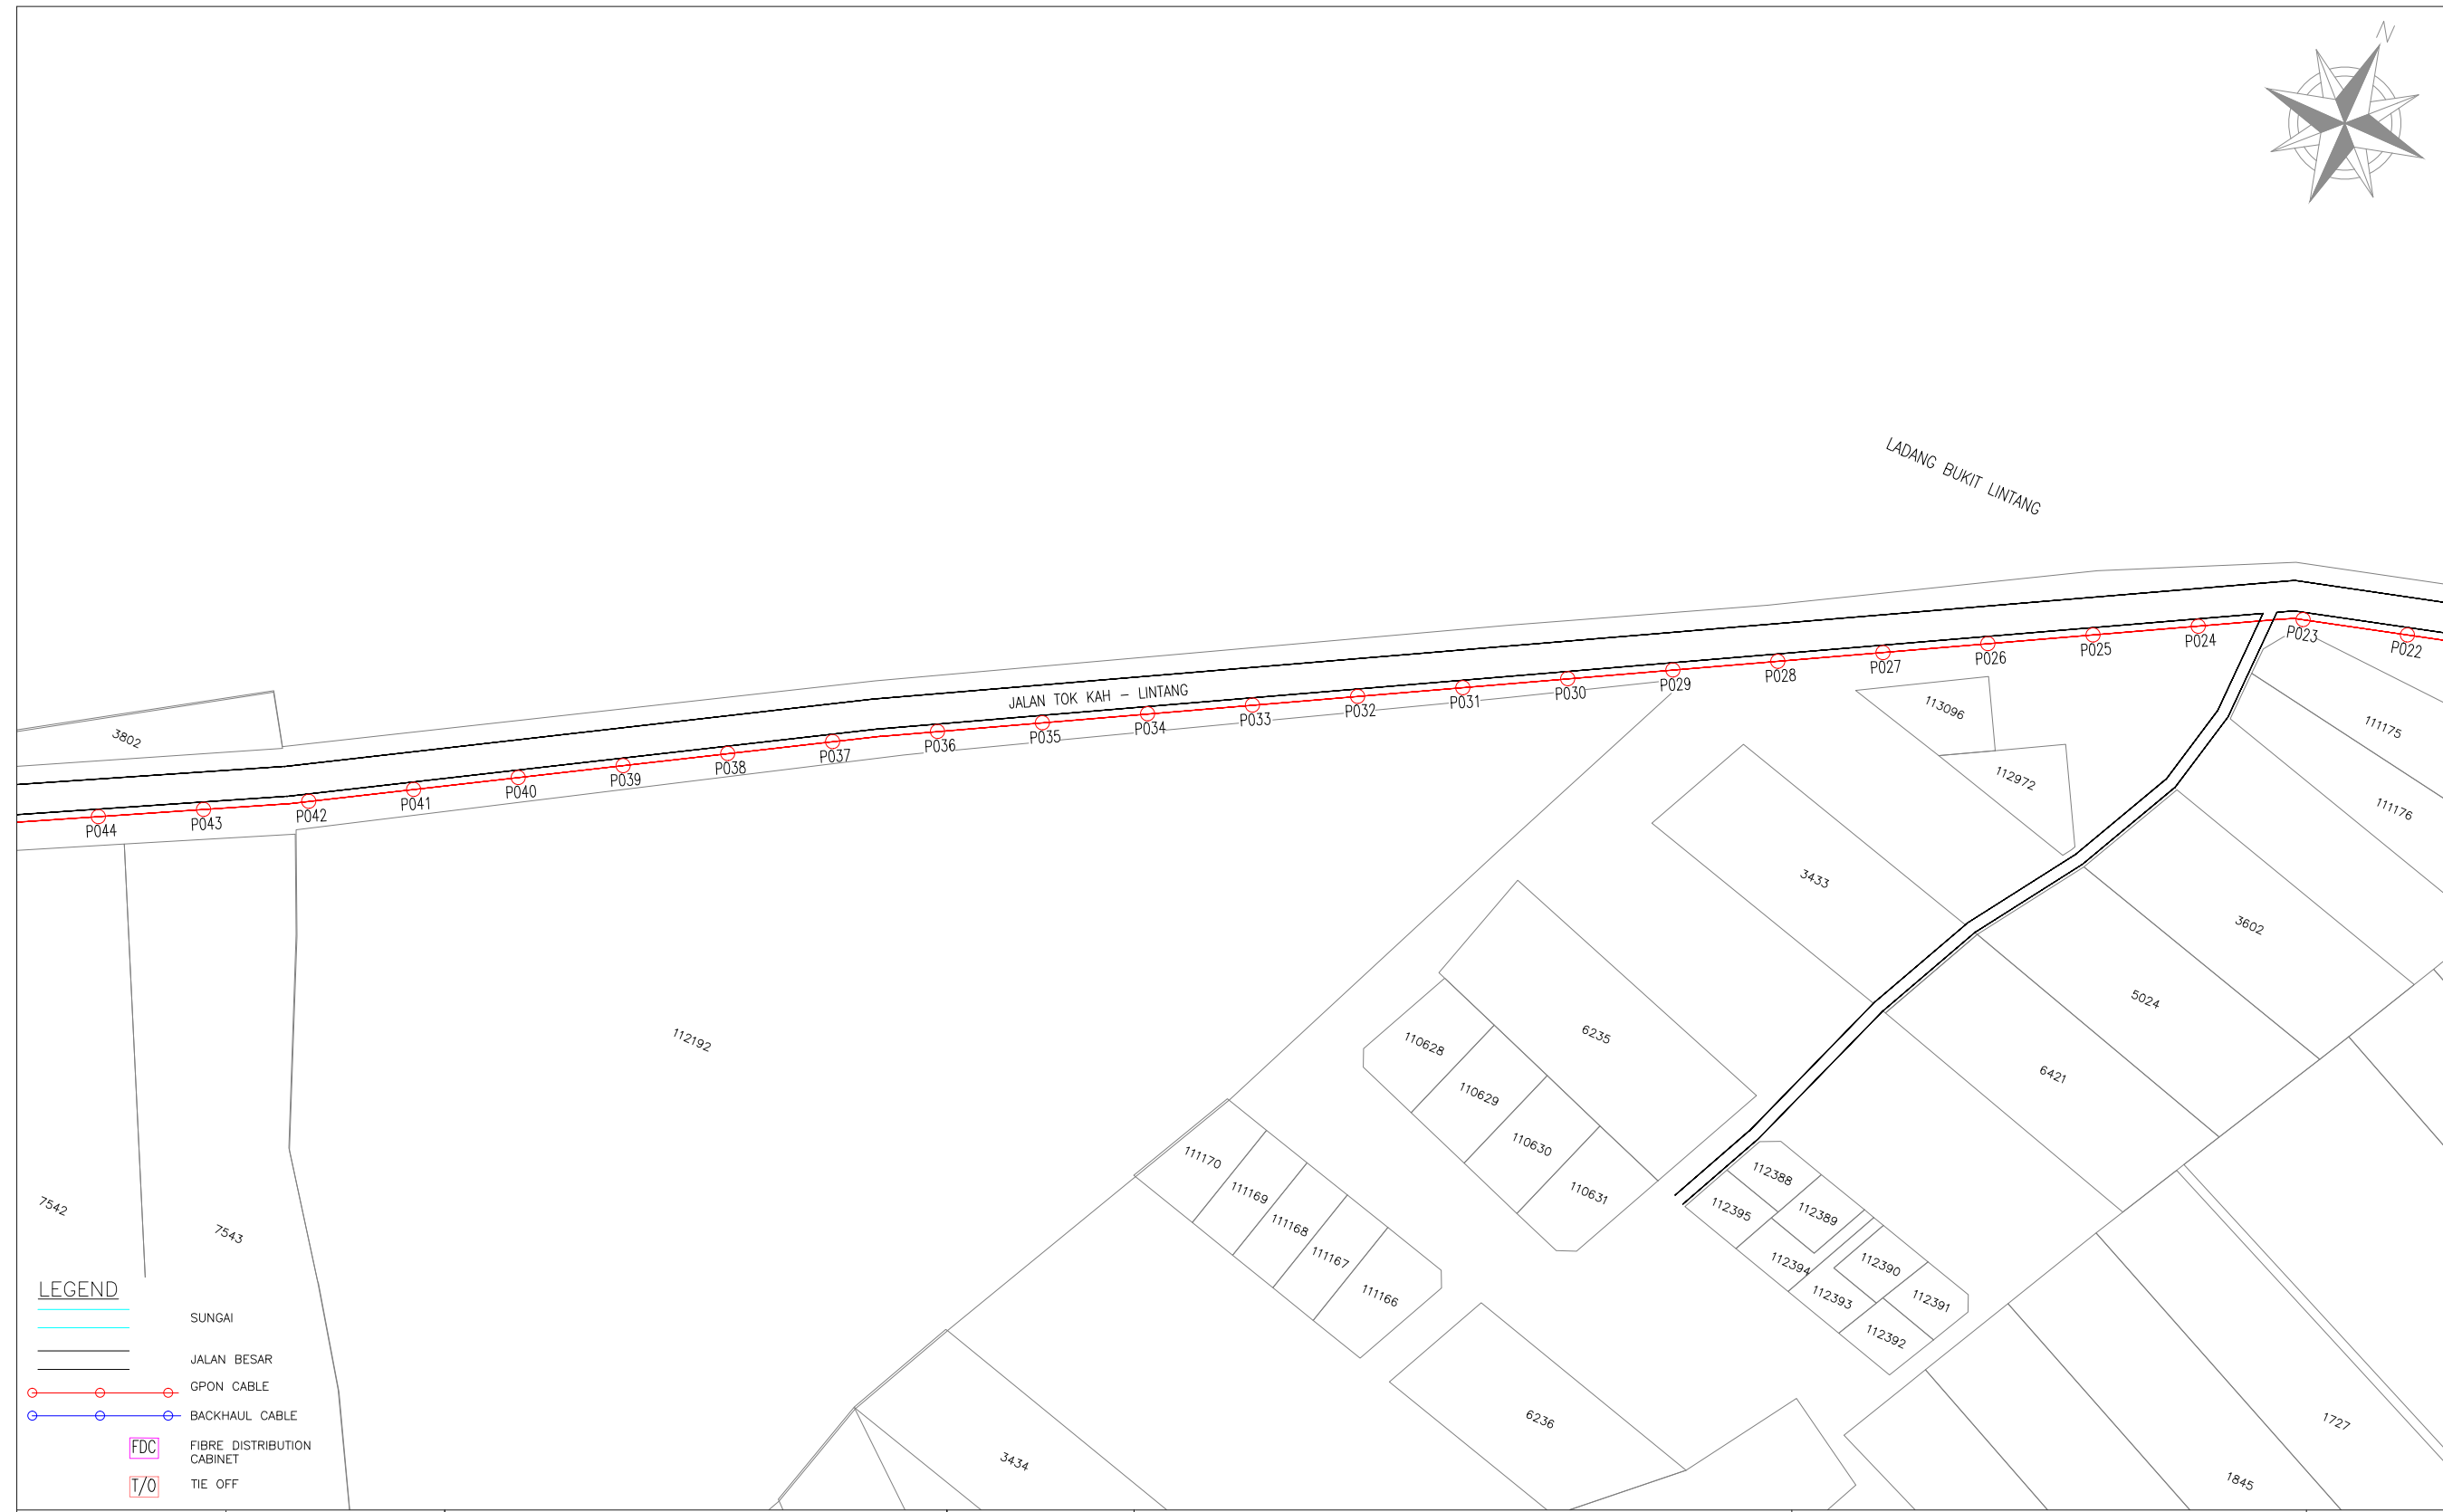 N
LADANG BUKIT LINTANG
JALAN TOK KAH - LINTANG
P044
P043
P042
P041
P040
P039
P038
P037
P036
P035
P034
P033
P032
P031
P030
P029
P028
P027
P026
P025
P024
P023
P022
3802
113096
112972
111175
111176
3433
3602
5024
6421
6235
112192
110628
110629
110630
110631
111170
111169
111168
111167
111166
112388
112389
112395
112394
112390
112393
112391
112392
7542
7543
6236
3434
1727
1845
LEGEND
SUNGAI
JALAN BESAR
GPON CABLE
BACKHAUL CABLE
FDC FIBRE DISTRIBUTION
CABINET
T/O TIE OFF